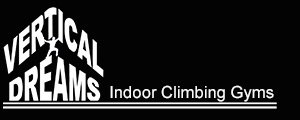 VERTICAL
DREAMS
Indoor Climbing Gyms